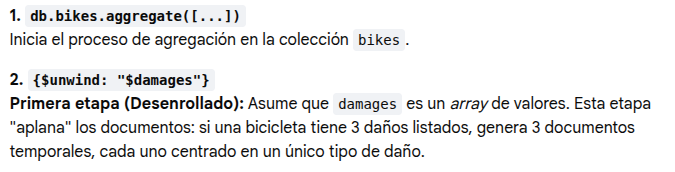 1. db.bikes.aggregate([...])
Inicia el proceso de agregación en la colección bikes.
2. {$unwind: "$damages"}
Primera etapa (Desenrollado): Asume que damages es un array de valores. Esta etapa
"aplana" los documentos: si una bicicleta tiene 3 daños listados, genera 3 documentos
temporales, cada uno centrado en un único tipo de daño.